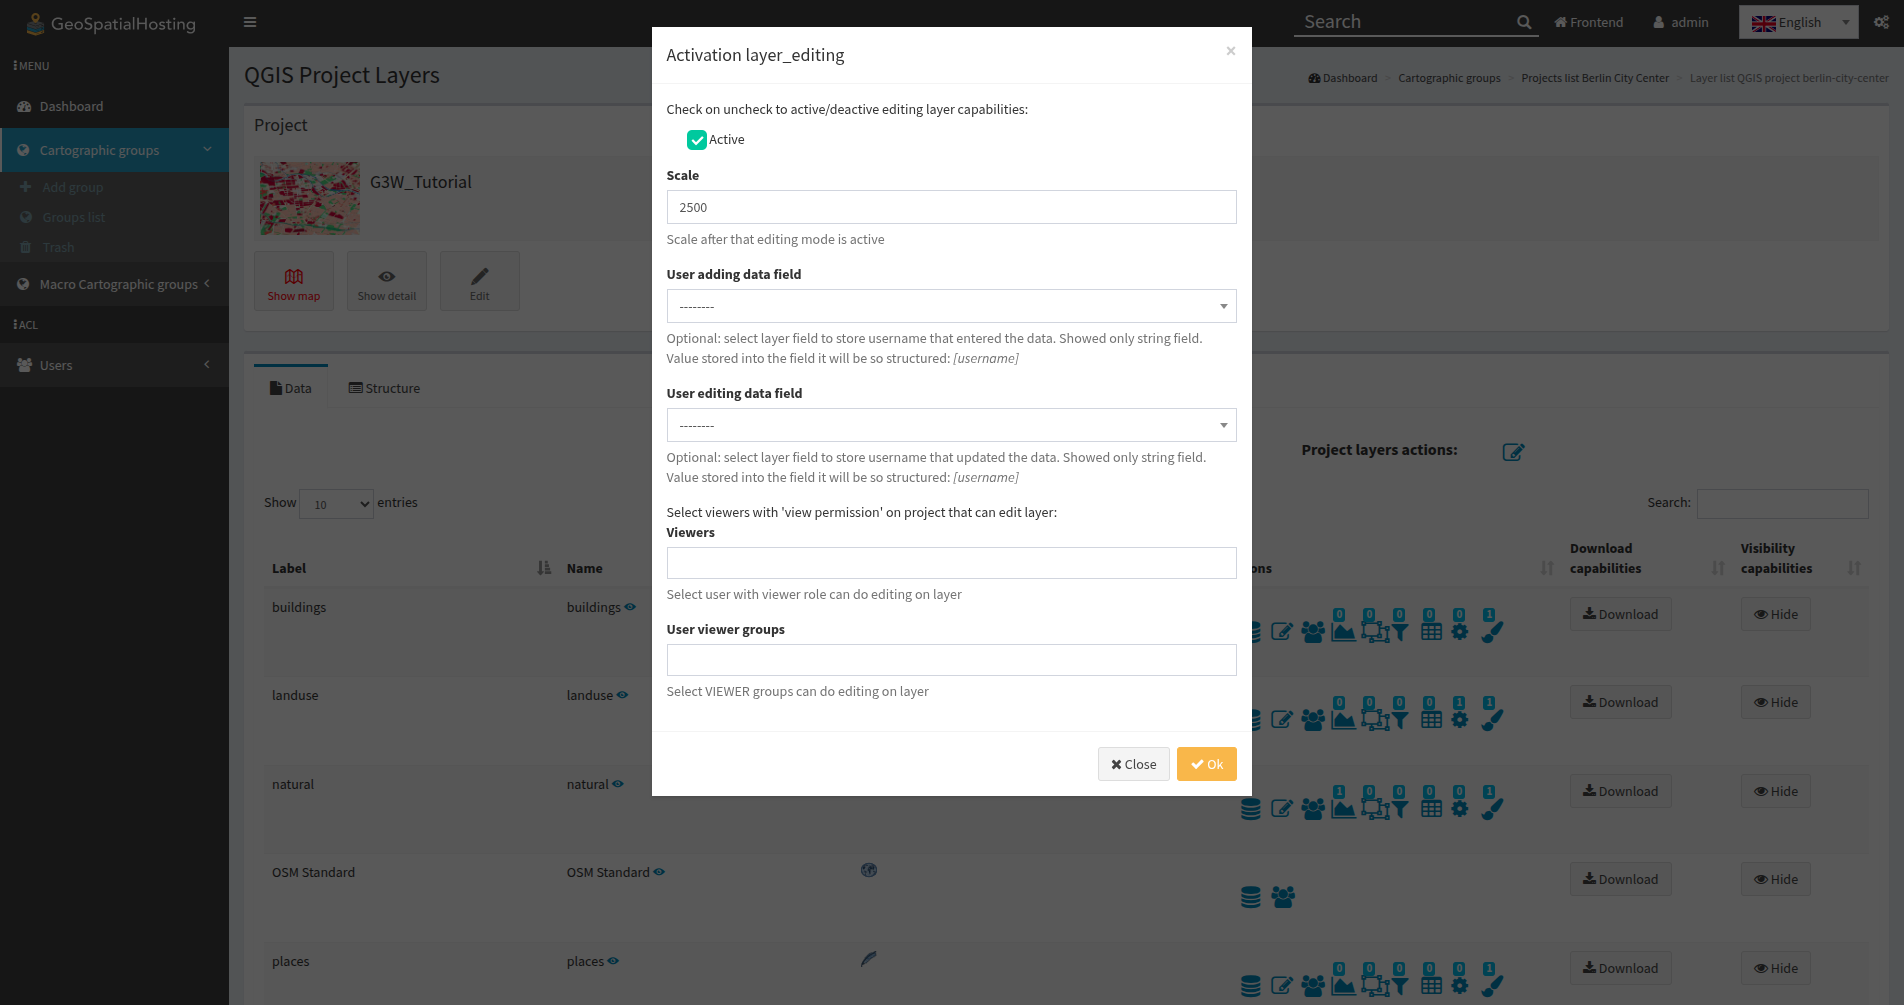 GeoSpatialHosting
Search
Frontend
admin
English
MENU
Dashboard
Cartographic groups
Add group
Groups list
Trash
Macro Cartographic groups
ACL
Users
QGIS Project Layers
Dashboard > Cartographic groups > Projects list Berlin City Center > Layer list QGIS project berlin-city-center
Project
G3W_Tutorial
Show map
Show detail
Edit
Data
Structure
Project layers actions:
Show 10 entries
Search:
Label
Name
ons
Download capabilities
Visibility capabilities
buildings
buildings
0 0 0 0 0 1
Download
Hide
landuse
landuse
0 0 0 0 1 1
Download
Hide
natural
natural
1 0 0 0 0 1
Download
Hide
OSM Standard
OSM Standard
Download
Hide
places
places
0 0 0 0 0 1
Download
Hide
Activation layer_editing
×
Check on uncheck to active/deactive editing layer capabilities:
Active
Scale
2500
Scale after that editing mode is active
User adding data field
--------
Optional: select layer field to store username that entered the data. Showed only string field.
Value stored into the field it will be so structured: [username]
User editing data field
--------
Optional: select layer field to store username that updated the data. Showed only string field.
Value stored into the field it will be so structured: [username]
Select viewers with 'view permission' on project that can edit layer:
Viewers
Select user with viewer role can do editing on layer
User viewer groups
Select VIEWER groups can do editing on layer
Close
Ok